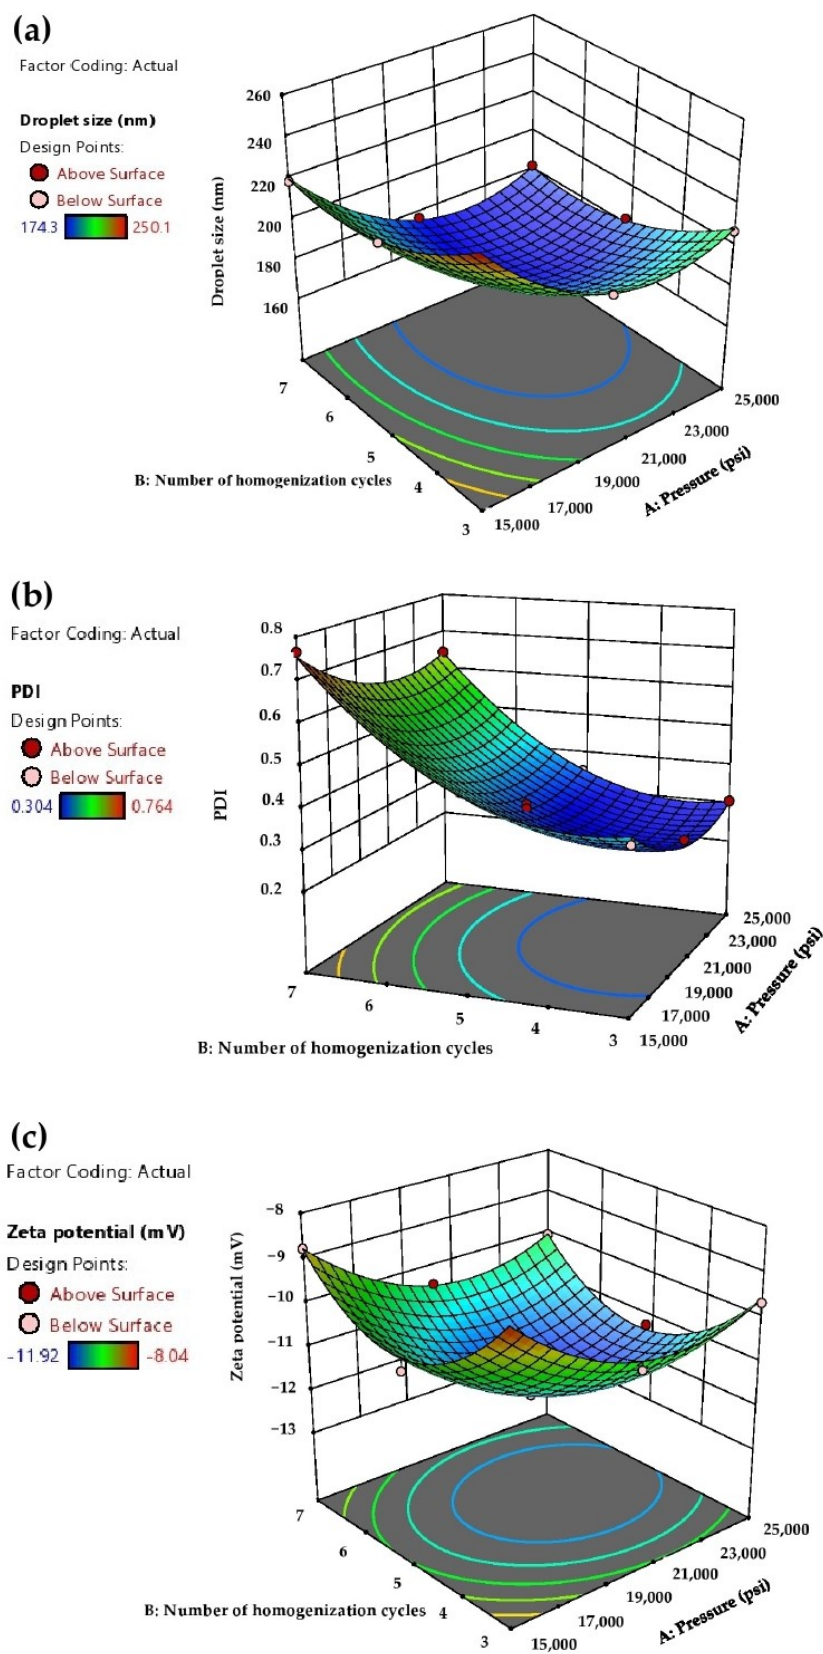 (a)
Factor Coding: Actual
Droplet size (nm)
Design Points:
Above Surface
Below Surface
174.3 250.1
Droplet size (nm)
260
240
220
200
180
160
7
6
5
4
3
B: Number of homogenization cycles
15,000
17,000
19,000
21,000
23,000
25,000
A: Pressure (psi)
(b)
Factor Coding: Actual
PDI
Design Points:
Above Surface
Below Surface
0.304 0.764
PDI
0.8
0.7
0.6
0.5
0.4
0.3
0.2
7
6
5
4
3
B: Number of homogenization cycles
15,000
17,000
19,000
21,000
23,000
25,000
A: Pressure (psi)
(c)
Factor Coding: Actual
Zeta potential (mV)
Design Points:
Above Surface
Below Surface
-11.92 -8.04
Zeta potential (mV)
−8
−9
−10
−11
−12
−13
7
6
5
4
3
B: Number of homogenization cycles
15,000
17,000
19,000
21,000
23,000
25,000
A: Pressure (psi)